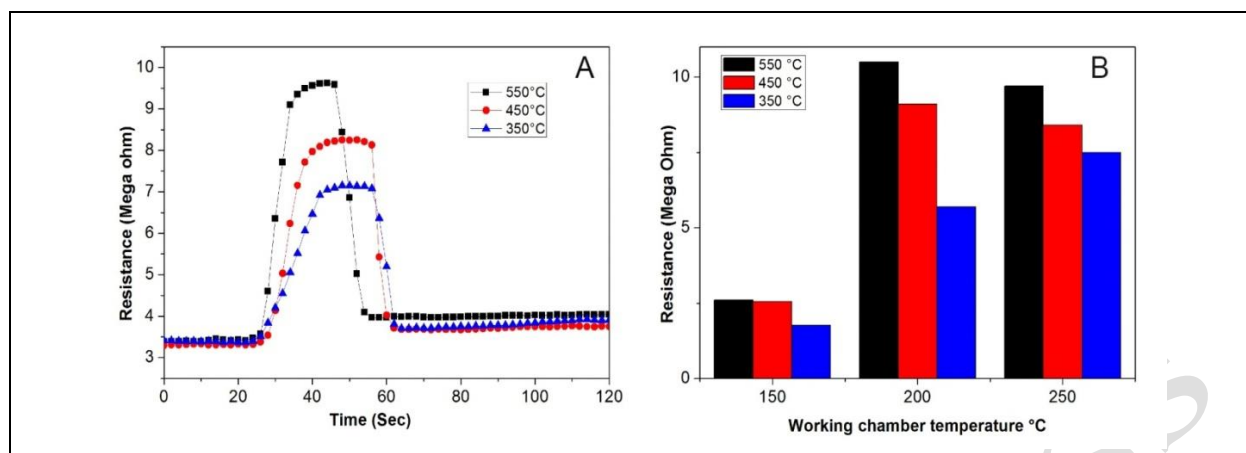 A
550°C
450°C
350°C
10
9
8
7
6
5
4
3
0
20
40
60
80
100
120
Resistance (Mega ohm)
Time (Sec)
B
550 °C
450 °C
350 °C
10
5
0
150
200
250
Resistance (Mega Ohm)
Working chamber temperature °C